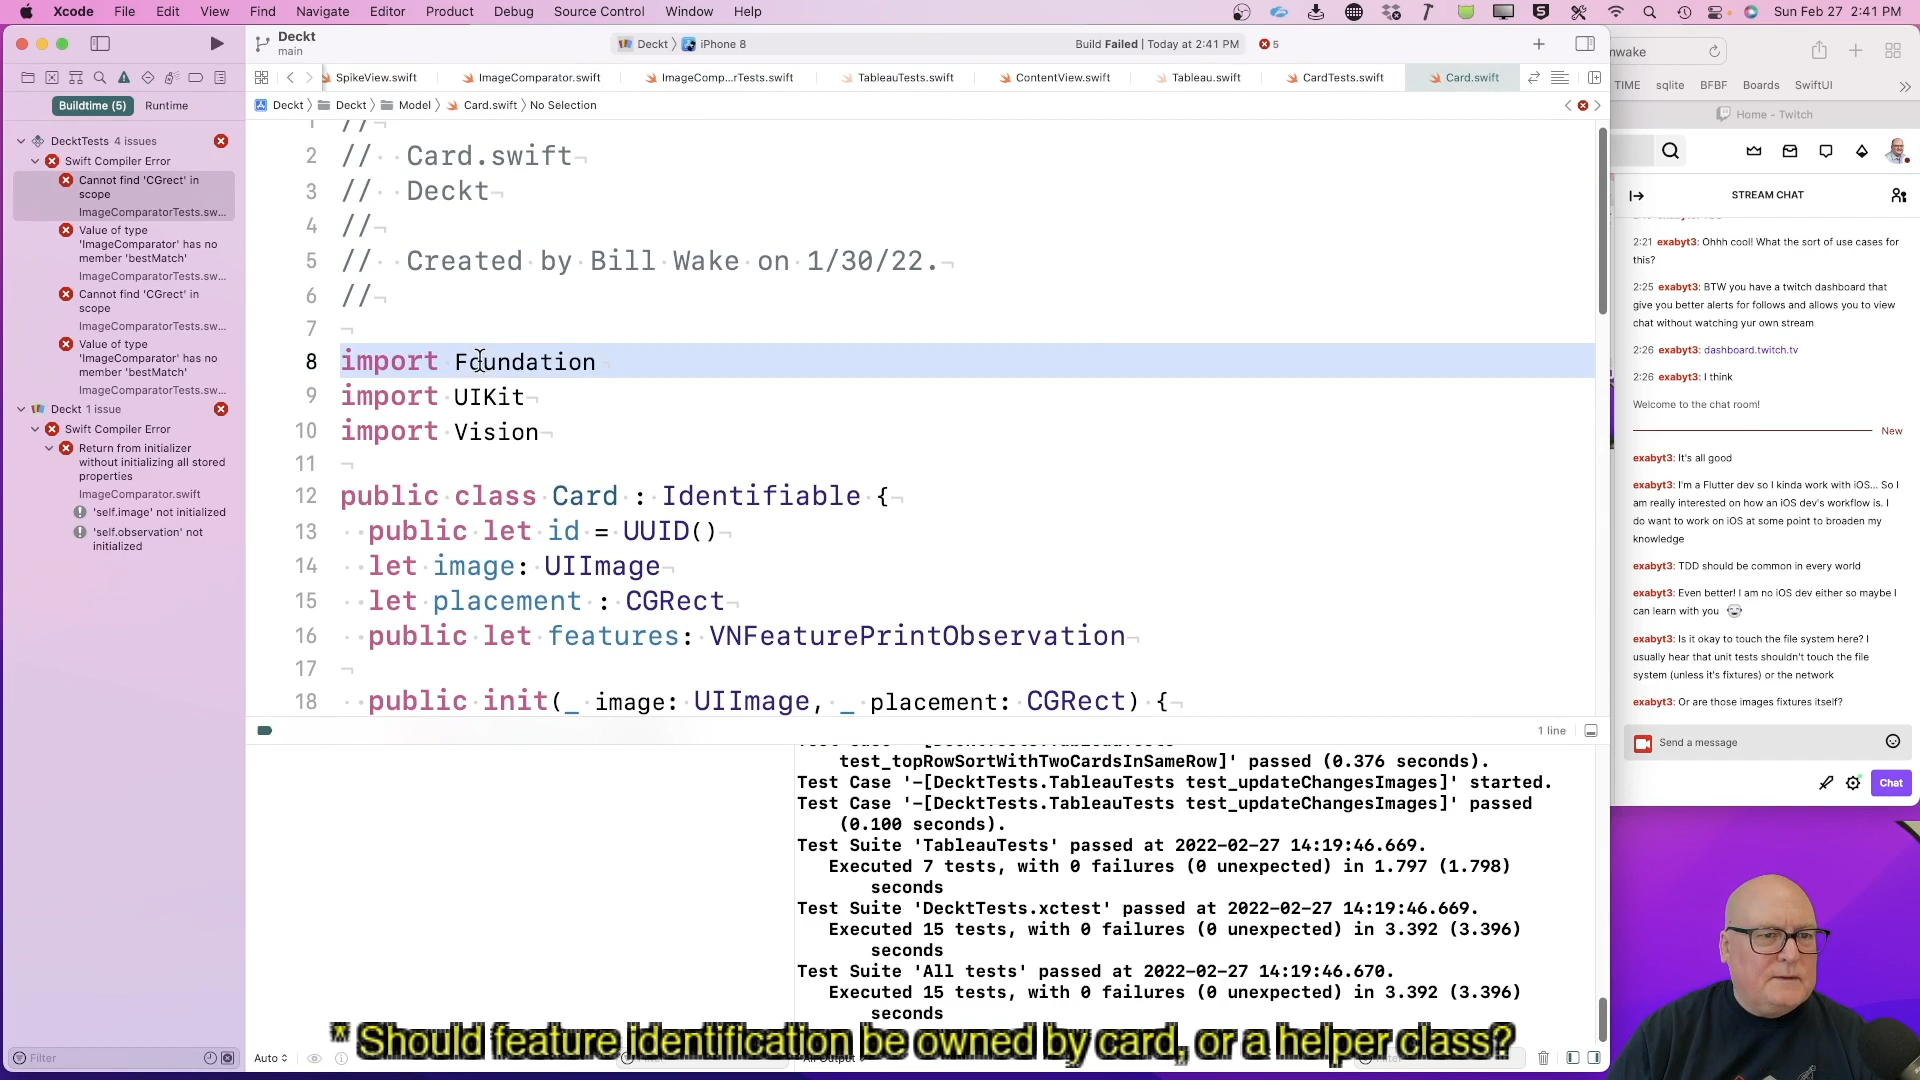 Xcode File Edit View Find Navigate Editor Product Debug Source Control Window Help
Sun Feb 27 2:41 PM
Deckt
main
Deckt 〉 iPhone 8
Build Failed | Today at 2:41 PM
5
SpikeView.swift
ImageComparator.swift
ImageComp...rTests.swift
TableauTests.swift
ContentView.swift
Tableau.swift
CardTests.swift
Card.swift
Buildtime (5) Runtime
Deckt 〉 Deckt 〉 Model 〉 Card.swift 〉 No Selection
DecktTests 4 issues
Swift Compiler Error
Cannot find 'CGrect' in
scope
ImageComparatorTests.sw...
Value of type
'ImageComparator' has no
member 'bestMatch'
ImageComparatorTests.sw...
Cannot find 'CGrect' in
scope
ImageComparatorTests.sw...
Value of type
'ImageComparator' has no
member 'bestMatch'
ImageComparatorTests.sw...
Deckt 1 issue
Swift Compiler Error
Return from initializer
without initializing all stored
properties
ImageComparator.swift
'self.image' not initialized
'self.observation' not
initialized
Filter
1 //
2 // Card.swift
3 // Deckt
4 //
5 // Created by Bill Wake on 1/30/22.
6 //
7
8 import Foundation
9 import UIKit
10 import Vision
11
12 public class Card : Identifiable {
13 public let id = UUID()
14 let image: UIImage
15 let placement : CGRect
16 public let features: VNFeaturePrintObservation
17
18 public init(_ image: UIImage, _ placement: CGRect) {
1 line
test_topRowSortWithTwoCardsInSameRow]' passed (0.376 seconds).
Test Case '-[DecktTests.TableauTests test_updateChangesImages]' started.
Test Case '-[DecktTests.TableauTests test_updateChangesImages]' passed
(0.100 seconds).
Test Suite 'TableauTests' passed at 2022-02-27 14:19:46.669.
Executed 7 tests, with 0 failures (0 unexpected) in 1.797 (1.798)
seconds
Test Suite 'DecktTests.xctest' passed at 2022-02-27 14:19:46.669.
Executed 15 tests, with 0 failures (0 unexpected) in 3.392 (3.396)
seconds
Test Suite 'All tests' passed at 2022-02-27 14:19:46.670.
Executed 15 tests, with 0 failures (0 unexpected) in 3.392 (3.396)
seconds
* Should feature identification be owned by card, or a helper class?
Auto
nwake
TIME sqlite BFBF Boards SwiftUI
Home - Twitch
STREAM CHAT
2:21 exabyt3: Ohhh cool! What the sort of use cases for
this?
2:25 exabyt3: BTW you have a twitch dashboard that
give you better alerts for follows and allows you to view
chat without watching yur own stream
2:26 exabyt3: dashboard.twitch.tv
2:26 exabyt3: I think
Welcome to the chat room!
New
exabyt3: It's all good
exabyt3: I'm a Flutter dev so I kinda work with iOS... So I
am really interested on how an iOS dev's workflow is. I
do want to work on iOS at some point to broaden my
knowledge
exabyt3: TDD should be common in every world
exabyt3: Even better! I am no iOS dev either so maybe I
can learn with you
exabyt3: Is it okay to touch the file system here? I
usually hear that unit tests shouldn't touch the file
system (unless it's fixtures) or the network
exabyt3: Or are those images fixtures itself?
Send a message
Chat